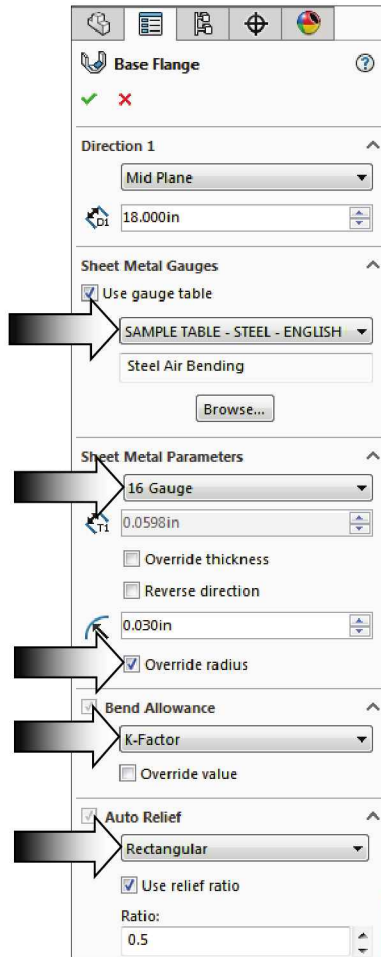 Base Flange
Direction 1
Mid Plane
D1
18.000in
Sheet Metal Gauges
Use gauge table
SAMPLE TABLE - STEEL - ENGLISH
Steel Air Bending
Browse...
Sheet Metal Parameters
16 Gauge
T1
0.0598in
Override thickness
Reverse direction
0.030in
Override radius
Bend Allowance
K-Factor
Override value
Auto Relief
Rectangular
Use relief ratio
Ratio:
0.5